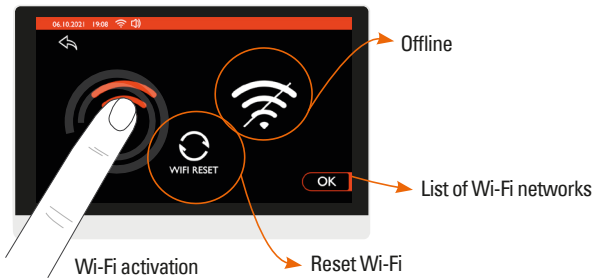 06.10.2021 19:08
Offline
WIFI RESET
OK
List of Wi-Fi networks
Wi-Fi activation
Reset Wi-Fi